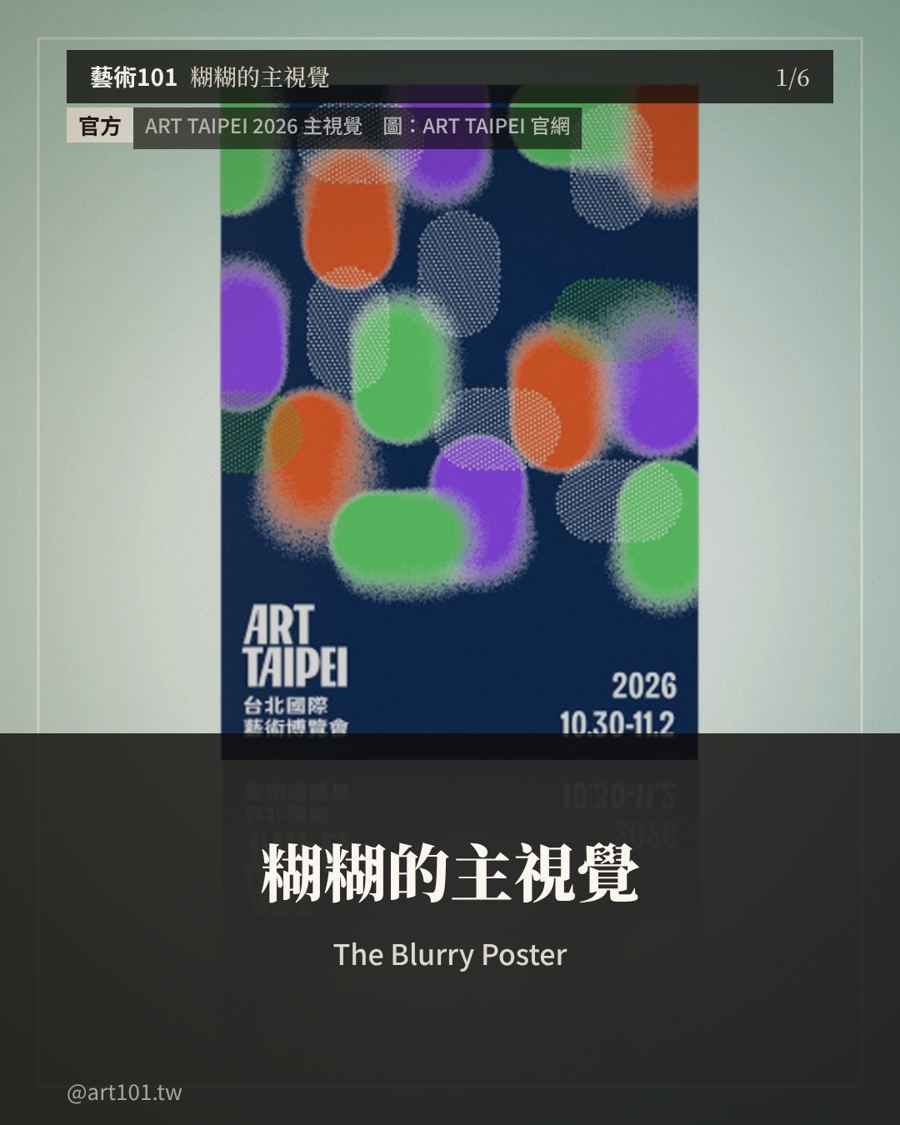 藝術101 糊糊的主視覺 1/6
官方 ART TAIPEI 2026 主視覺 圖：ART TAIPEI 官網
ART
TAIPEI
台北國際
藝術博覽會
2026
10.30-11.2
糊糊的主視覺
The Blurry Poster
@art101.tw